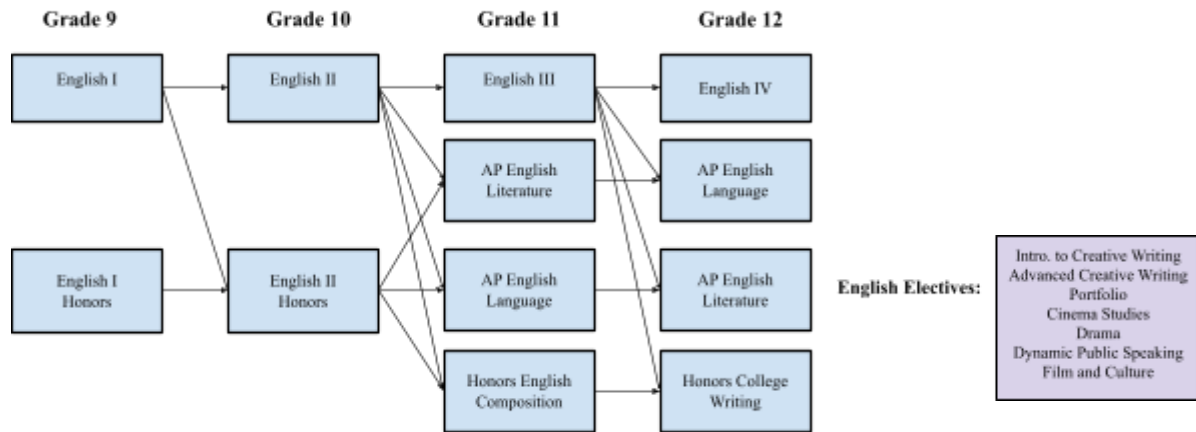 Grade 9
Grade 10
Grade 11
Grade 12
English I
English II
English III
English IV
AP English
Literature
AP English
Language
English I
Honors
English II
Honors
AP English
Language
AP English
Literature
Honors English
Composition
Honors College
Writing
English Electives:
Intro. to Creative Writing
Advanced Creative Writing
Portfolio
Cinema Studies
Drama
Dynamic Public Speaking
Film and Culture